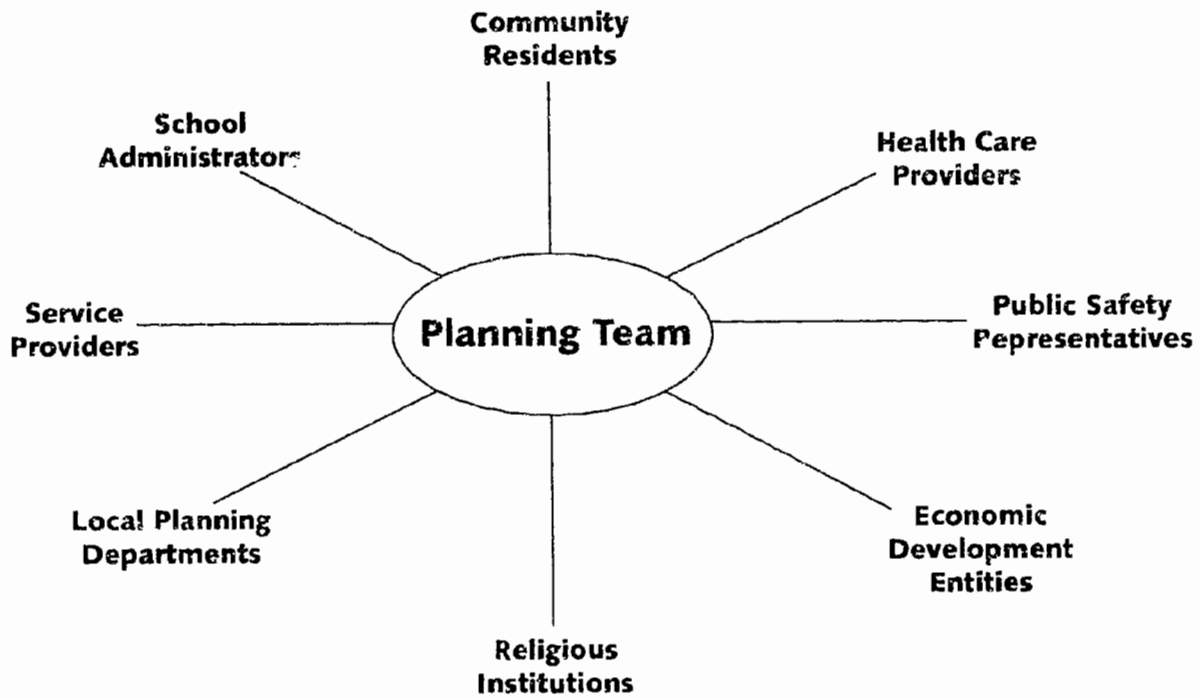 Community
Residents
School
Administrators
Health Care
Providers
Service
Providers
Planning Team
Public Safety
Pepresentatives
Local Planning
Departments
Economic
Development
Entities
Religious
Institutions